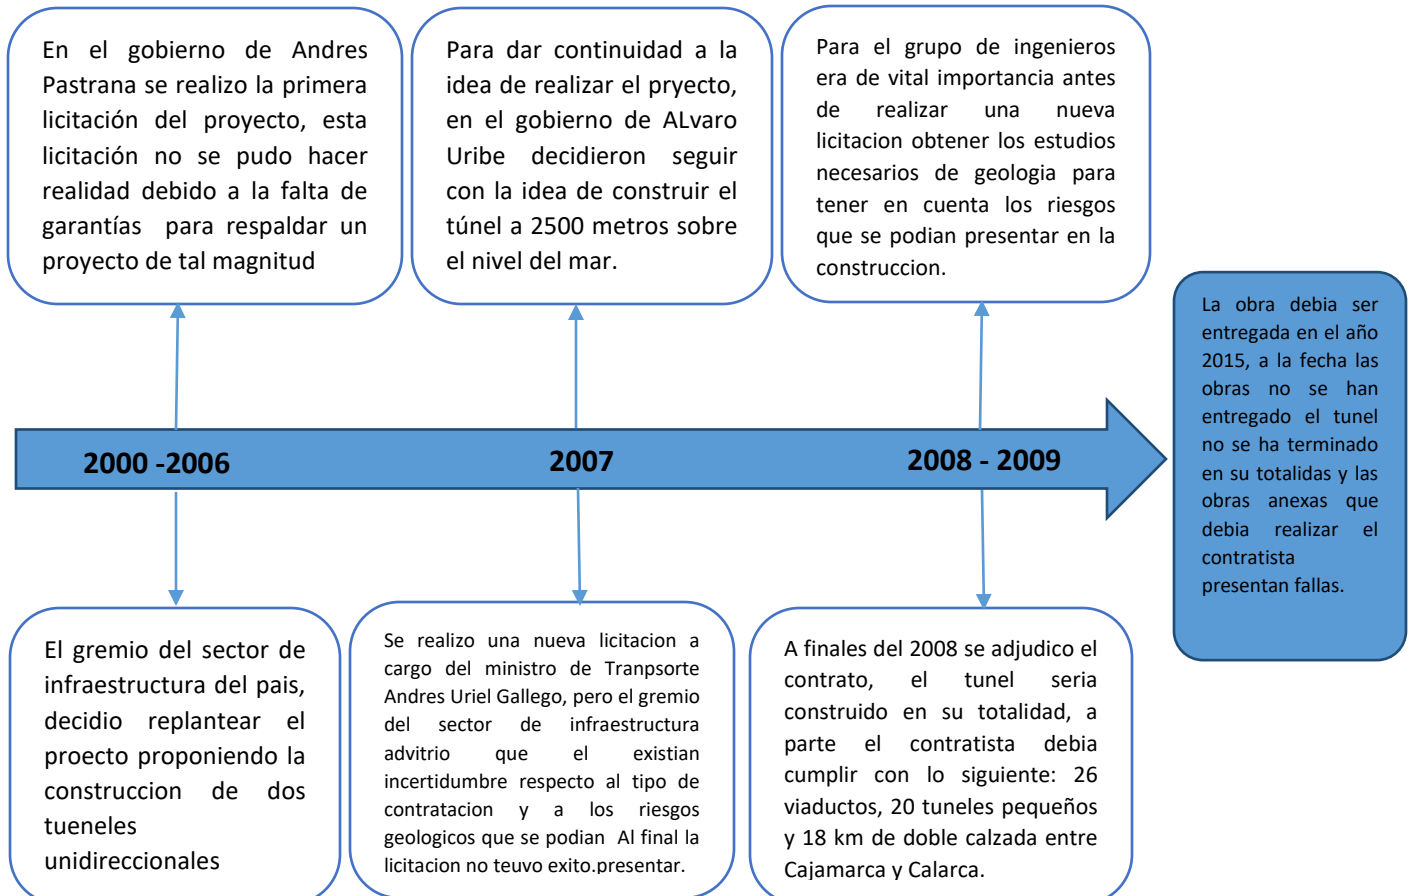 En el gobierno de Andres
Pastrana se realizo la primera
licitación del proyecto, esta
licitación no se pudo hacer
realidad debido a la falta de
garantías para respaldar un
proyecto de tal magnitud
Para dar continuidad a la
idea de realizar el pryecto,
en el gobierno de ALvaro
Uribe decidieron seguir
con la idea de construir el
túnel a 2500 metros sobre
el nivel del mar.
Para el grupo de ingenieros
era de vital importancia antes
de realizar una nueva
licitacion obtener los estudios
necesarios de geologia para
tener en cuenta los riesgos
que se podian presentar en la
construccion.
2000 -2006
2007
2008 - 2009
La obra debia ser
entregada en el año
2015, a la fecha las
obras no se han
entregado el tunel
no se ha terminado
en su totalidas y las
obras anexas que
debia realizar el
contratista
presentan fallas.
El gremio del sector de
infraestructura del pais,
decidio replantear el
proecto proponiendo la
construccion de dos
tueneles
unidireccionales
Se realizo una nueva licitacion a
cargo del ministro de Tranpsorte
Andres Uriel Gallego, pero el gremio
del sector de infraestructura
advitrio que el existian
incertidumbre respecto al tipo de
contratacion y a los riesgos
geologicos que se podian Al final la
licitacion no teuvo exito.presentar.
A finales del 2008 se adjudico el
contrato, el tunel seria
construido en su totalidad, a
parte el contratista debia
cumplir con lo siguiente: 26
viaductos, 20 tuneles pequeños
y 18 km de doble calzada entre
Cajamarca y Calarca.